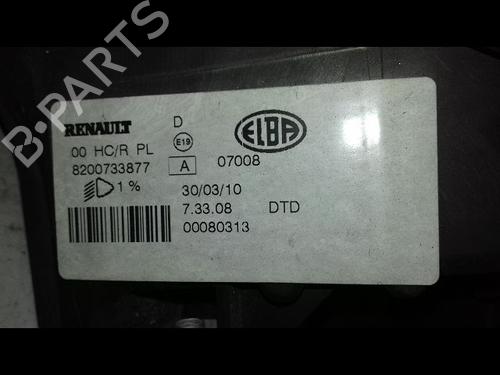 B-PARTS
RENAULT D ELBA
00 HC/R PL E19
8200733877 A 07008
1 % 30/03/10
7.33.08 DTD
00080313